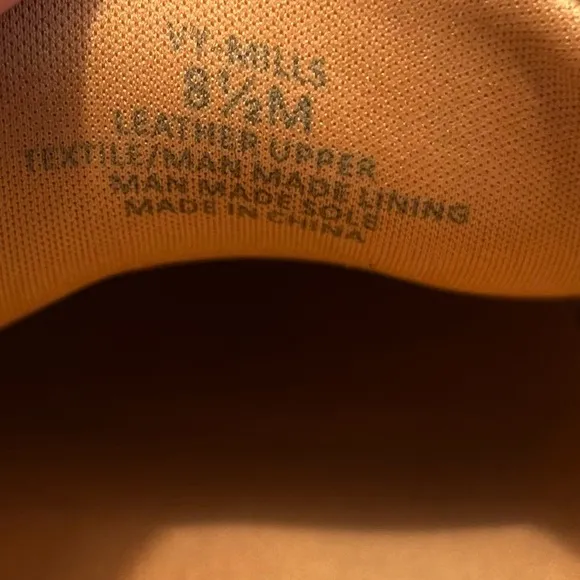 VY-MILLS
8½M
LEATHER UPPER
TEXTILE/MAN MADE LINING
MAN MADE SOLE
MADE IN CHINA